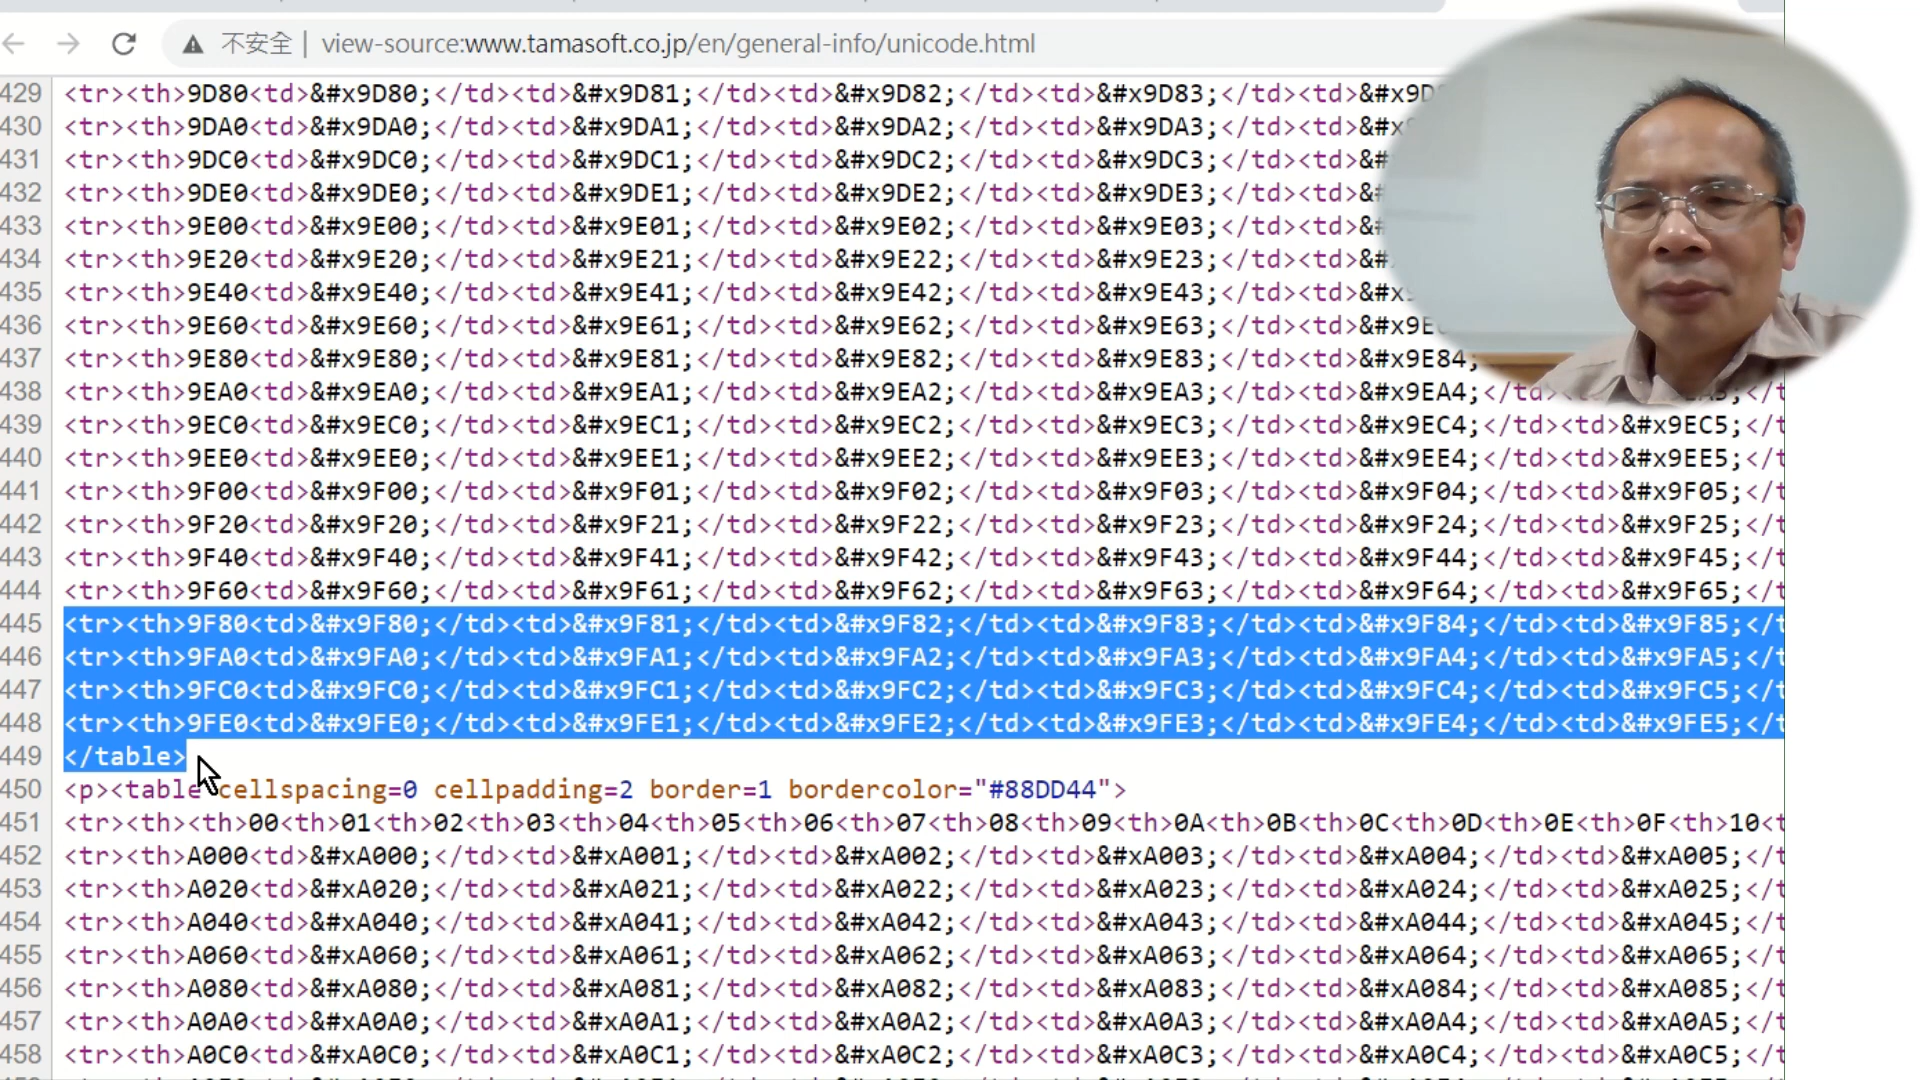 不安全 | view-source:www.tamasoft.co.jp/en/general-info/unicode.html
429 <tr><th>9D80<td>&#x9D80;</td><td>&#x9D81;</td><td>&#x9D82;</td><td>&#x9D83;</td><td>&#x9D
430 <tr><th>9DA0<td>&#x9DA0;</td><td>&#x9DA1;</td><td>&#x9DA2;</td><td>&#x9DA3;</td><td>&#x
431 <tr><th>9DC0<td>&#x9DC0;</td><td>&#x9DC1;</td><td>&#x9DC2;</td><td>&#x9DC3;</td><td>&#
432 <tr><th>9DE0<td>&#x9DE0;</td><td>&#x9DE1;</td><td>&#x9DE2;</td><td>&#x9DE3;</td><td>&#
433 <tr><th>9E00<td>&#x9E00;</td><td>&#x9E01;</td><td>&#x9E02;</td><td>&#x9E03;</td><td>&#
434 <tr><th>9E20<td>&#x9E20;</td><td>&#x9E21;</td><td>&#x9E22;</td><td>&#x9E23;</td><td>&#
435 <tr><th>9E40<td>&#x9E40;</td><td>&#x9E41;</td><td>&#x9E42;</td><td>&#x9E43;</td><td>&#x
436 <tr><th>9E60<td>&#x9E60;</td><td>&#x9E61;</td><td>&#x9E62;</td><td>&#x9E63;</td><td>&#x9E
437 <tr><th>9E80<td>&#x9E80;</td><td>&#x9E81;</td><td>&#x9E82;</td><td>&#x9E83;</td><td>&#x9E84;
438 <tr><th>9EA0<td>&#x9EA0;</td><td>&#x9EA1;</td><td>&#x9EA2;</td><td>&#x9EA3;</td><td>&#x9EA4;</td>
439 <tr><th>9EC0<td>&#x9EC0;</td><td>&#x9EC1;</td><td>&#x9EC2;</td><td>&#x9EC3;</td><td>&#x9EC4;</td><td>&#x9EC5;</t
440 <tr><th>9EE0<td>&#x9EE0;</td><td>&#x9EE1;</td><td>&#x9EE2;</td><td>&#x9EE3;</td><td>&#x9EE4;</td><td>&#x9EE5;</t
441 <tr><th>9F00<td>&#x9F00;</td><td>&#x9F01;</td><td>&#x9F02;</td><td>&#x9F03;</td><td>&#x9F04;</td><td>&#x9F05;</t
442 <tr><th>9F20<td>&#x9F20;</td><td>&#x9F21;</td><td>&#x9F22;</td><td>&#x9F23;</td><td>&#x9F24;</td><td>&#x9F25;</t
443 <tr><th>9F40<td>&#x9F40;</td><td>&#x9F41;</td><td>&#x9F42;</td><td>&#x9F43;</td><td>&#x9F44;</td><td>&#x9F45;</t
444 <tr><th>9F60<td>&#x9F60;</td><td>&#x9F61;</td><td>&#x9F62;</td><td>&#x9F63;</td><td>&#x9F64;</td><td>&#x9F65;</t
445 <tr><th>9F80<td>&#x9F80;</td><td>&#x9F81;</td><td>&#x9F82;</td><td>&#x9F83;</td><td>&#x9F84;</td><td>&#x9F85;</t
446 <tr><th>9FA0<td>&#x9FA0;</td><td>&#x9FA1;</td><td>&#x9FA2;</td><td>&#x9FA3;</td><td>&#x9FA4;</td><td>&#x9FA5;</t
447 <tr><th>9FC0<td>&#x9FC0;</td><td>&#x9FC1;</td><td>&#x9FC2;</td><td>&#x9FC3;</td><td>&#x9FC4;</td><td>&#x9FC5;</t
448 <tr><th>9FE0<td>&#x9FE0;</td><td>&#x9FE1;</td><td>&#x9FE2;</td><td>&#x9FE3;</td><td>&#x9FE4;</td><td>&#x9FE5;</t
449 </table>
450 <p><table cellspacing=0 cellpadding=2 border=1 bordercolor="#88DD44">
451 <tr><th><th>00<th>01<th>02<th>03<th>04<th>05<th>06<th>07<th>08<th>09<th>0A<th>0B<th>0C<th>0D<th>0E<th>0F<th>10<t
452 <tr><th>A000<td>&#xA000;</td><td>&#xA001;</td><td>&#xA002;</td><td>&#xA003;</td><td>&#xA004;</td><td>&#xA005;</t
453 <tr><th>A020<td>&#xA020;</td><td>&#xA021;</td><td>&#xA022;</td><td>&#xA023;</td><td>&#xA024;</td><td>&#xA025;</t
454 <tr><th>A040<td>&#xA040;</td><td>&#xA041;</td><td>&#xA042;</td><td>&#xA043;</td><td>&#xA044;</td><td>&#xA045;</t
455 <tr><th>A060<td>&#xA060;</td><td>&#xA061;</td><td>&#xA062;</td><td>&#xA063;</td><td>&#xA064;</td><td>&#xA065;</t
456 <tr><th>A080<td>&#xA080;</td><td>&#xA081;</td><td>&#xA082;</td><td>&#xA083;</td><td>&#xA084;</td><td>&#xA085;</t
457 <tr><th>A0A0<td>&#xA0A0;</td><td>&#xA0A1;</td><td>&#xA0A2;</td><td>&#xA0A3;</td><td>&#xA0A4;</td><td>&#xA0A5;</t
458 <tr><th>A0C0<td>&#xA0C0;</td><td>&#xA0C1;</td><td>&#xA0C2;</td><td>&#xA0C3;</td><td>&#xA0C4;</td><td>&#xA0C5;</t